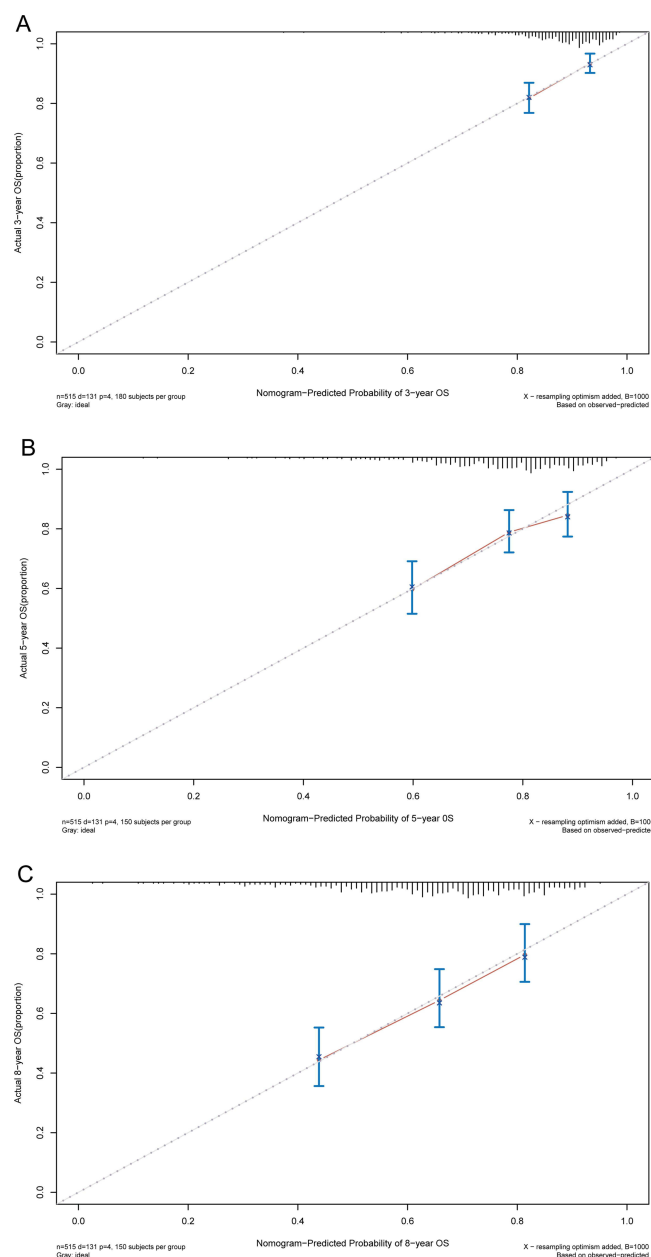 A
1.0
0.8
0.6
0.4
0.2
0.0
Actual 3−year OS(proportion)
0.0 0.2 0.4 0.6 0.8 1.0
n=515 d=131 p=4, 180 subjects per group
Gray: ideal
Nomogram−Predicted Probability of 3−year OS
X − resampling optimism added, B=1000
Based on observed−predicted
B
1.0
0.8
0.6
0.4
0.2
0.0
Actual 5−year OS(proportion)
0.0 0.2 0.4 0.6 0.8 1.0
n=515 d=131 p=4, 150 subjects per group
Gray: ideal
Nomogram−Predicted Probability of 5−year 0S
X − resampling optimism added, B=100
Based on observed−predicte
C
1.0
0.8
0.6
0.4
0.2
0.0
Actual 8−year OS(proportion)
0.0 0.2 0.4 0.6 0.8 1.0
n=515 d=131 p=4, 150 subjects per group
Gray: ideal
Nomogram−Predicted Probability of 8−year OS
X − resampling optimism added, B=1000
Based on observed−predicted